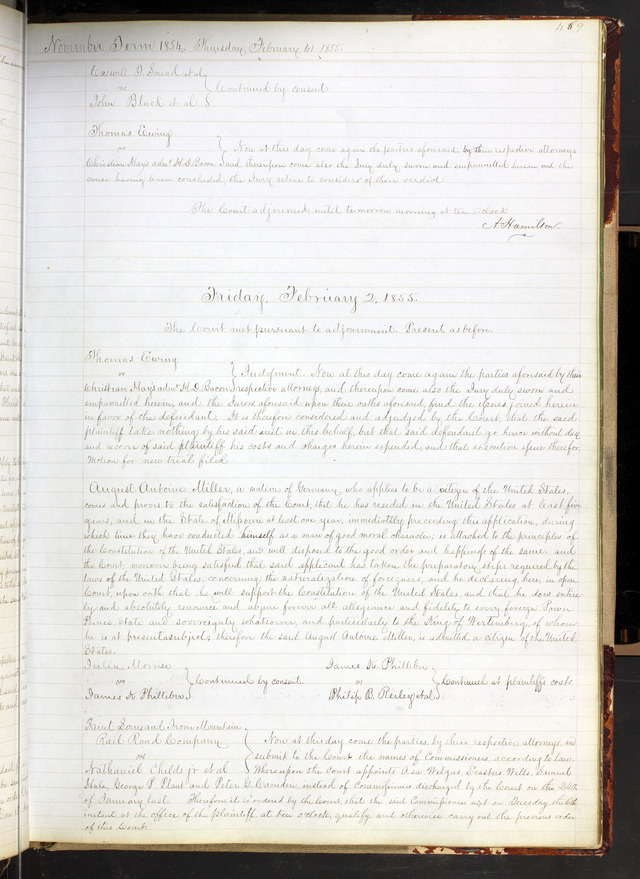 459
November Term 1854. Thursday, February 1, 1855.
Caswell J. Smead et al
vs } Continued by consent
John Black et al
Thomas Ewing
vs } Now at this day come again the parties aforesaid by their respective attorneys
Christian Mays admr. H. D. Bacon and thereupon come also the Jury duly sworn and empannelled herein, and the
cause having been concluded, the Jury retire to consider of their verdict
The Court adjourned until tomorrow morning at ten o'clock
A. Hamilton.
Friday, February 2, 1855.
The Court met pursuant to adjournment. Present as before.
Thomas Ewing
vs } Judgment. Now at this day come again the parties aforesaid by their
Christian Mays admr. H. D. Bacon respective attorneys, and thereupon come also the Jury duly sworn and
empannelled herein, and the Jurors aforesaid upon their oaths aforesaid find the issues joined herein
in favor of the defendant. It is therefore considered and adjudged by the Court, that the said
plaintiff take nothing by his said suit in this behalf, but that said defendant go hence without day
and recover of said plaintiff his costs and charges herein expended, and that execution issue therefor
Motion for new trial filed
August Antoine Miller, a native of Germany who applies to be a citizen of the United States,
comes and proves to the satisfaction of the Court, that he has resided in the United States at least five
years, and in the State of Missouri at least one year, immediatly preceeding this application, during
which time they have conducted himself as a man of good moral character, is attached to the principles of
the Constitution of the United States, and well disposed to the good order and happiness of the same: and
the Court moreover being satisfied that said applicant has taken the preparatory steps required by the
laws of the United States, concerning the naturalization of foreigners, and he declaring here in open
Court, upon oath that he will support the Constitution of the United States, and that he does entire
ly and absolutely renounce and abjure forever all allegiance and fidelity to every foreign Power
Prince, State and sovereignty whatsoever, and particularly to the King of Wirtemberg, of whom
he is at present a subject; therefore the said August Antoine Miller, is admitted a citizen of the United
States.
Julia Morrise James K. Phillibee
vs } Continued by consent. vs } Continued at plaintiff's costs
James K. Phillibee Philip B. Reiley et al
Saint Louis and Iron Mountain
Rail Road Company } Now at this day come the parties, by their respective attorneys, and
vs submit to the Court the names of Commissioners, according to law.
Nathaniel Childs jr. et al Whereupon the Court appoints Asa Wilgus, Erastus Wells, Samuel
Hale, George P. Plant and Peter G. Camden, instead of Commissioners discharged by the Court on the 24th
of January last. Therefore, it is ordered by the Court, that the said Commissioners meet on Tuesday the 6th
instant, at the office of the plaintiff, at ten o'clock, qualify and otherwise carry out the previous order
of this Court.